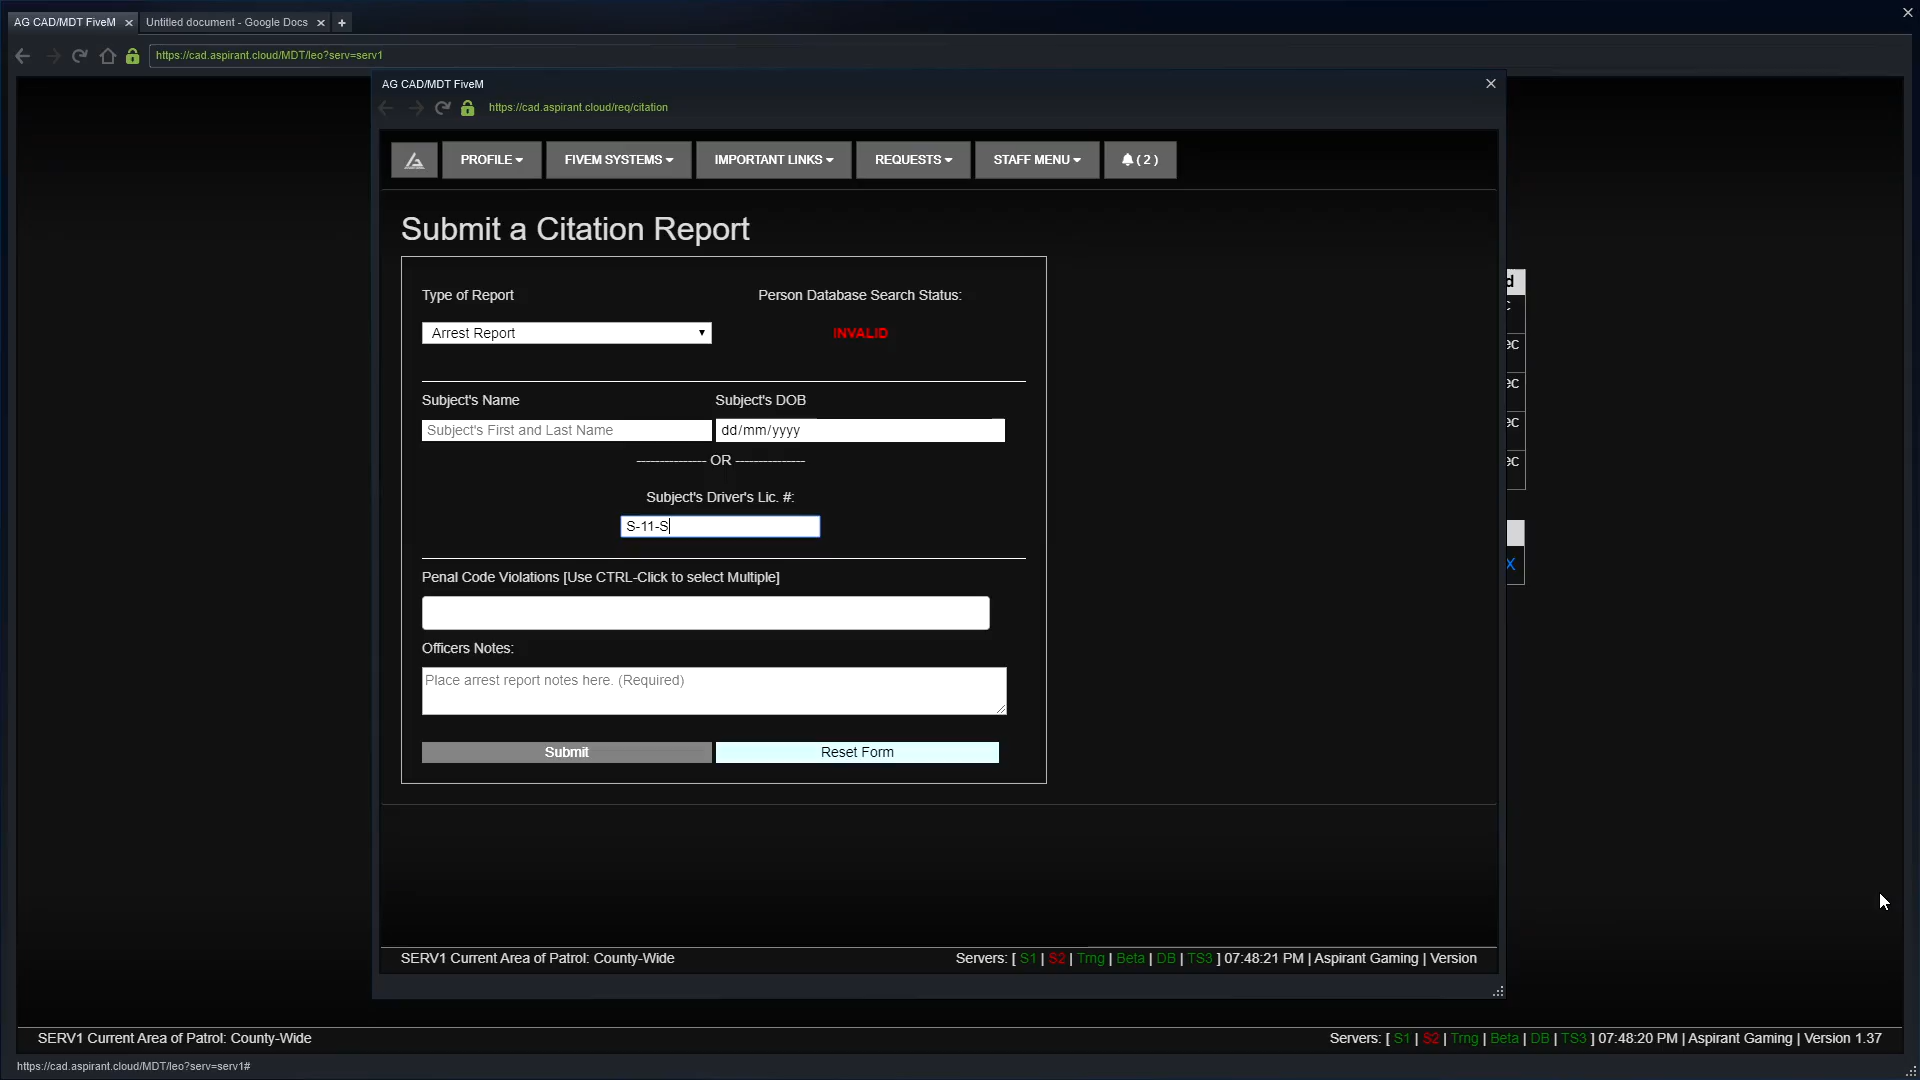 AG CAD/MDT FiveM
Untitled document - Google Docs
https://cad.aspirant.cloud/MDT/leo?serv=serv1
AG CAD/MDT FiveM
https://cad.aspirant.cloud/req/citation
PROFILE
FIVEM SYSTEMS
IMPORTANT LINKS
REQUESTS
STAFF MENU
( 2 )
Submit a Citation Report
Type of Report
Person Database Search Status:
Arrest Report
INVALID
Subject's Name
Subject's DOB
Subject's First and Last Name
dd/mm/yyyy
--------------- OR ---------------
Subject's Driver's Lic. #:
S-11-S
Penal Code Violations [Use CTRL-Click to select Multiple]
Officers Notes:
Place arrest report notes here. (Required)
Submit
Reset Form
d
ec
ec
ec
ec
X
SERV1 Current Area of Patrol: County-Wide
Servers: [ S1 | S2 | Trng | Beta | DB | TS3 ] 07:48:21 PM | Aspirant Gaming | Version
SERV1 Current Area of Patrol: County-Wide
Servers: [ S1 | S2 | Trng | Beta | DB | TS3 ] 07:48:20 PM | Aspirant Gaming | Version 1.37
https://cad.aspirant.cloud/MDT/leo?serv=serv1#